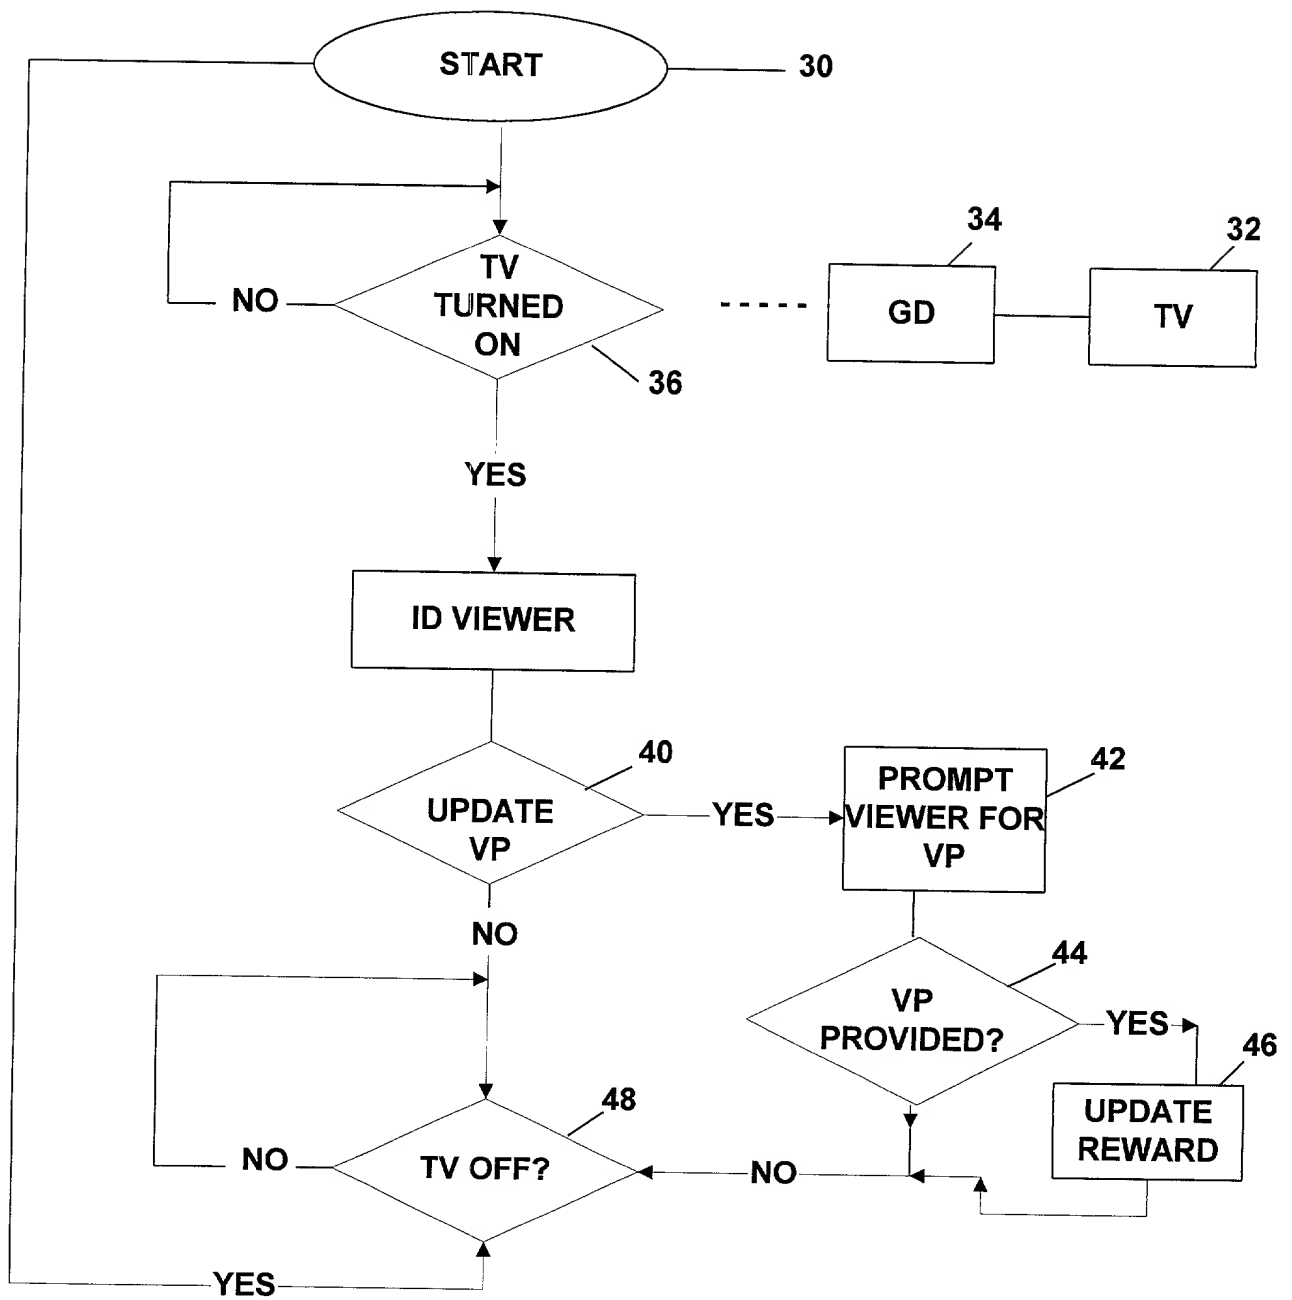 START
30
34
32
TV
TURNED
ON
NO
GD
TV
36
YES
ID VIEWER
40
42
UPDATE
VP
YES
PROMPT
VIEWER FOR
VP
NO
44
VP
PROVIDED?
YES
46
48
UPDATE
REWARD
NO
TV OFF?
NO
YES